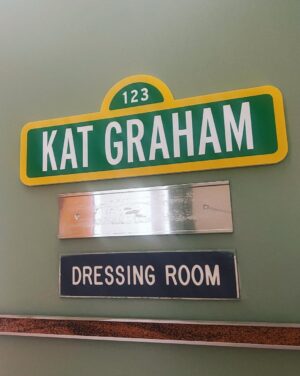 123
KAT GRAHAM
DRESSING ROOM